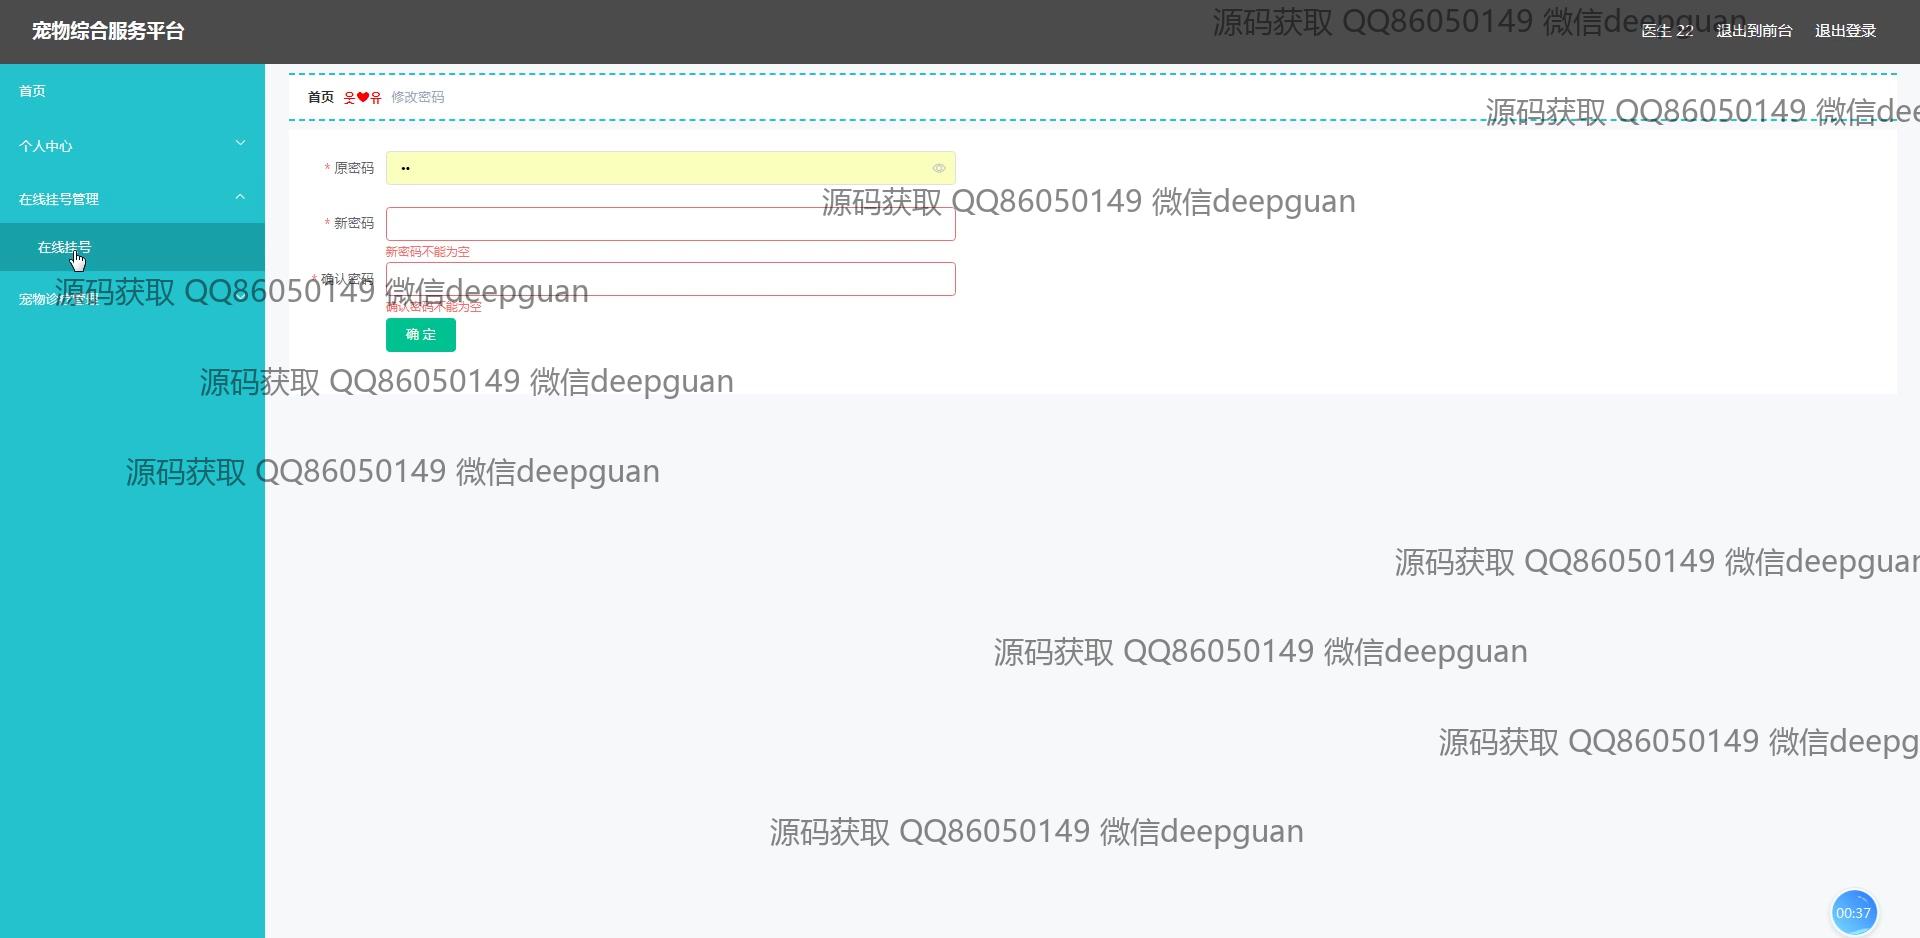 宠物综合服务平台
源码获取 QQ86050149 微信deepguan
医生 22 退出到前台 退出登录
首页
首页 웃❤유 修改密码
源码获取 QQ86050149 微信dee
个人中心
* 原密码 ••
在线挂号管理
源码获取 QQ86050149 微信deepguan
* 新密码
在线挂号
新密码不能为空
* 确认密码
源码获取 QQ86050149 微信deepguan
宠物诊疗管理
确认密码不能为空
确 定
源码获取 QQ86050149 微信deepguan
源码获取 QQ86050149 微信deepguan
源码获取 QQ86050149 微信deepguan
源码获取 QQ86050149 微信deepguan
源码获取 QQ86050149 微信deepg
源码获取 QQ86050149 微信deepguan
00:37